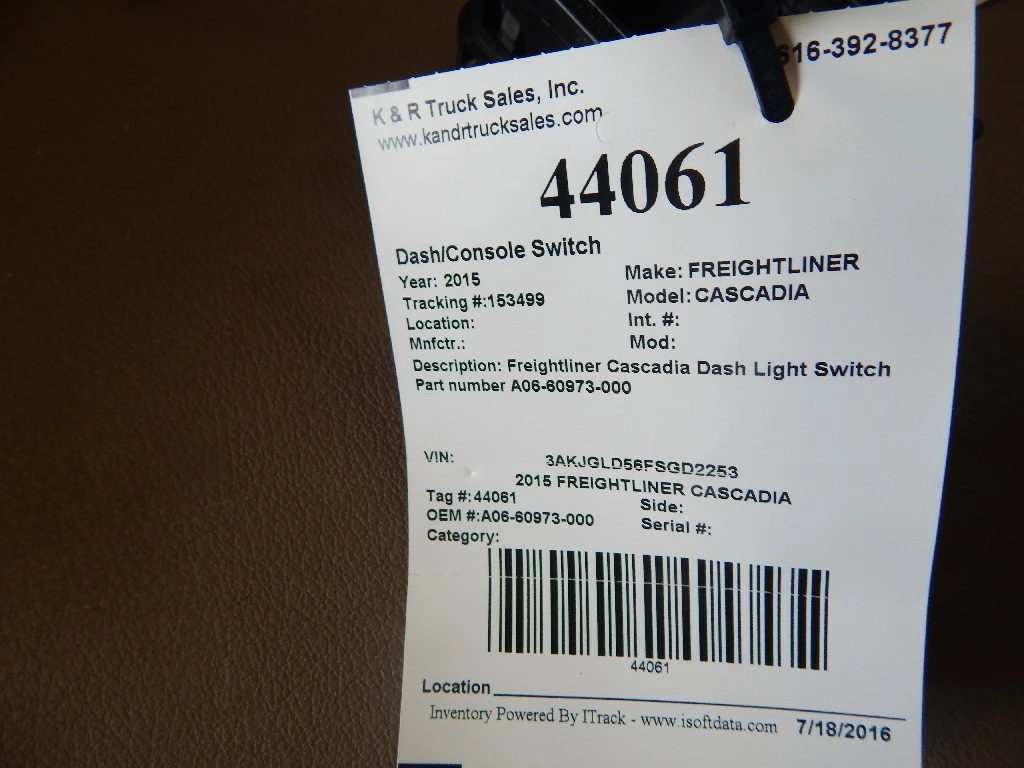 616-392-8377
K & R Truck Sales, Inc.
www.kandrtrucksales.com
44061
Dash/Console Switch
Year: 2015 Make: FREIGHTLINER
Tracking #:153499 Model: CASCADIA
Location: Int. #:
Mnfctr.: Mod:
Description: Freightliner Cascadia Dash Light Switch
Part number A06-60973-000
VIN: 3AKJGLD56FSGD2253
2015 FREIGHTLINER CASCADIA
Tag #:44061 Side:
OEM #:A06-60973-000 Serial #:
Category:
44061
Location
Inventory Powered By ITrack - www.isoftdata.com 7/18/2016